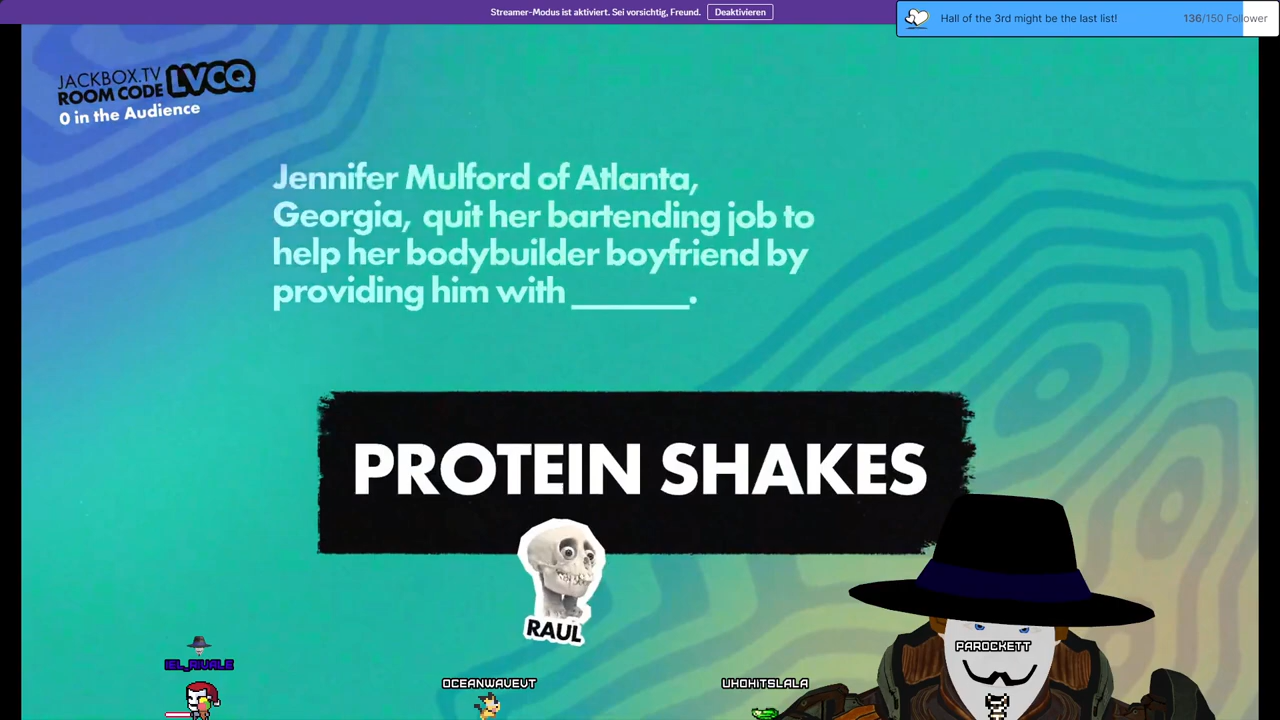 Streamer-Modus ist aktiviert. Sei vorsichtig, Freund. Deaktivieren
Hall of the 3rd might be the last list! 136/150 Follower
JACKBOX.TV
ROOM CODE LVCQ
0 in the Audience
Jennifer Mulford of Atlanta,
Georgia, quit her bartending job to
help her bodybuilder boyfriend by
providing him with _______.
PROTEIN SHAKES
RAUL
PAROCKETT
IEL_RIVALE
OCEANWAVEVT
UHOHITSLALA